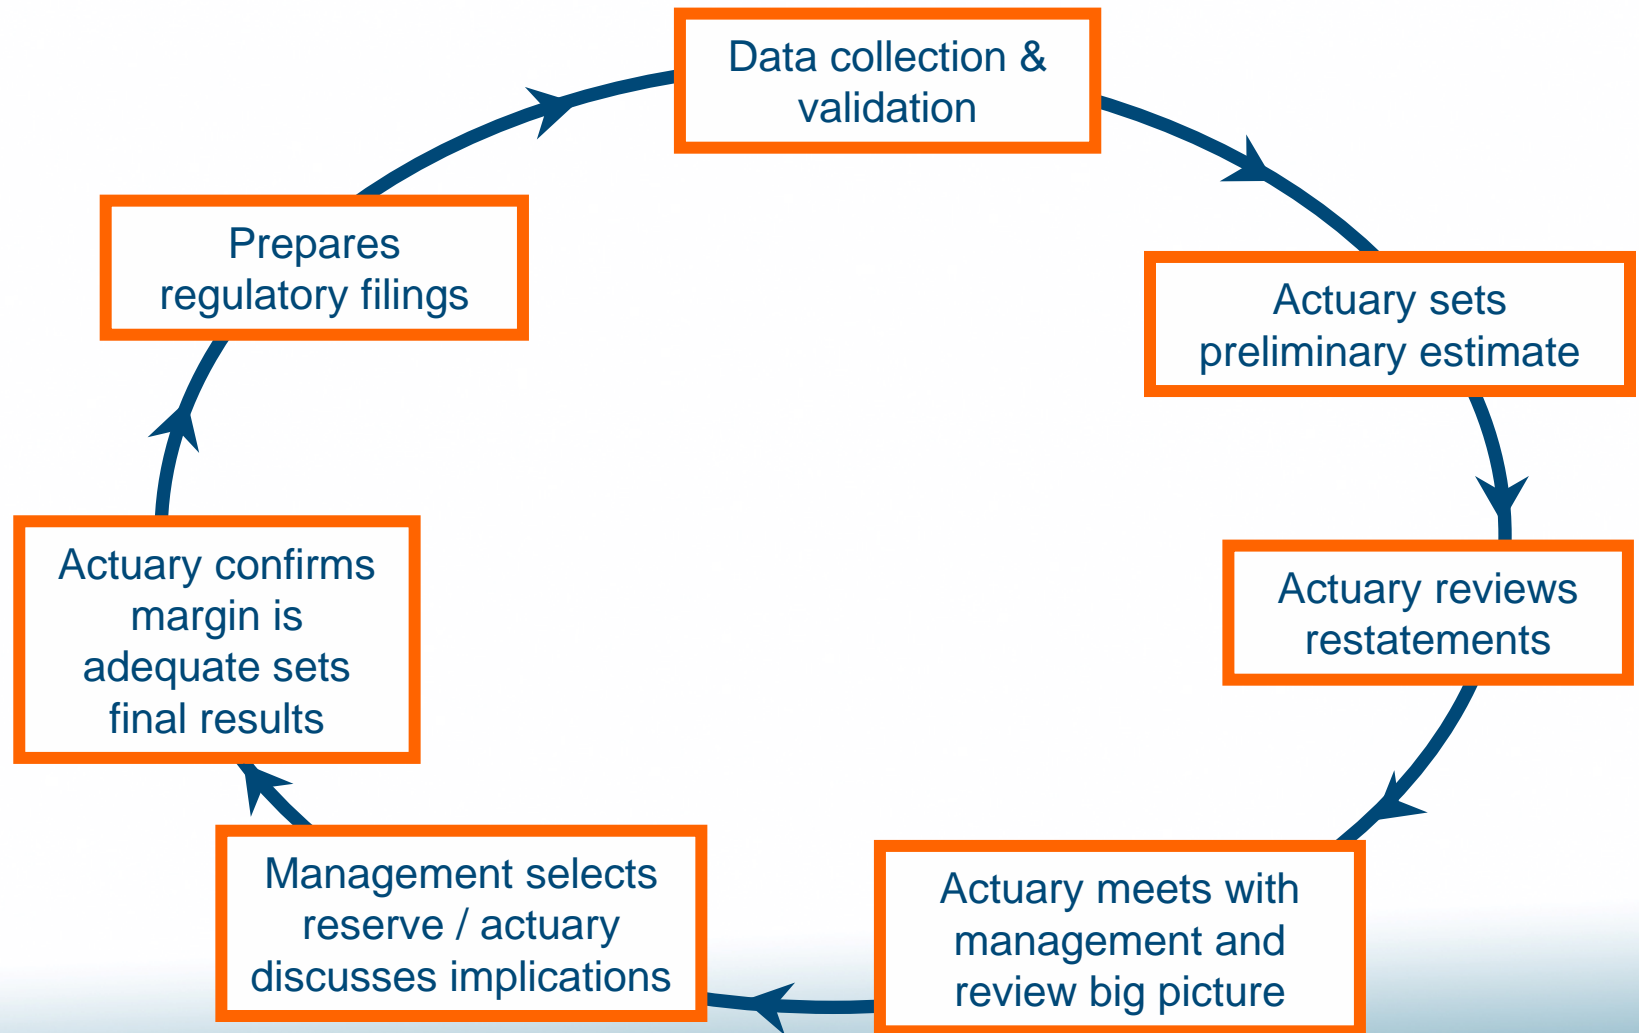 Data collection &
validation
Actuary sets
preliminary estimate
Actuary reviews
restatements
Actuary meets with
management and
review big picture
Management selects
reserve / actuary
discusses implications
Actuary confirms
margin is
adequate sets
final results
Prepares
regulatory filings